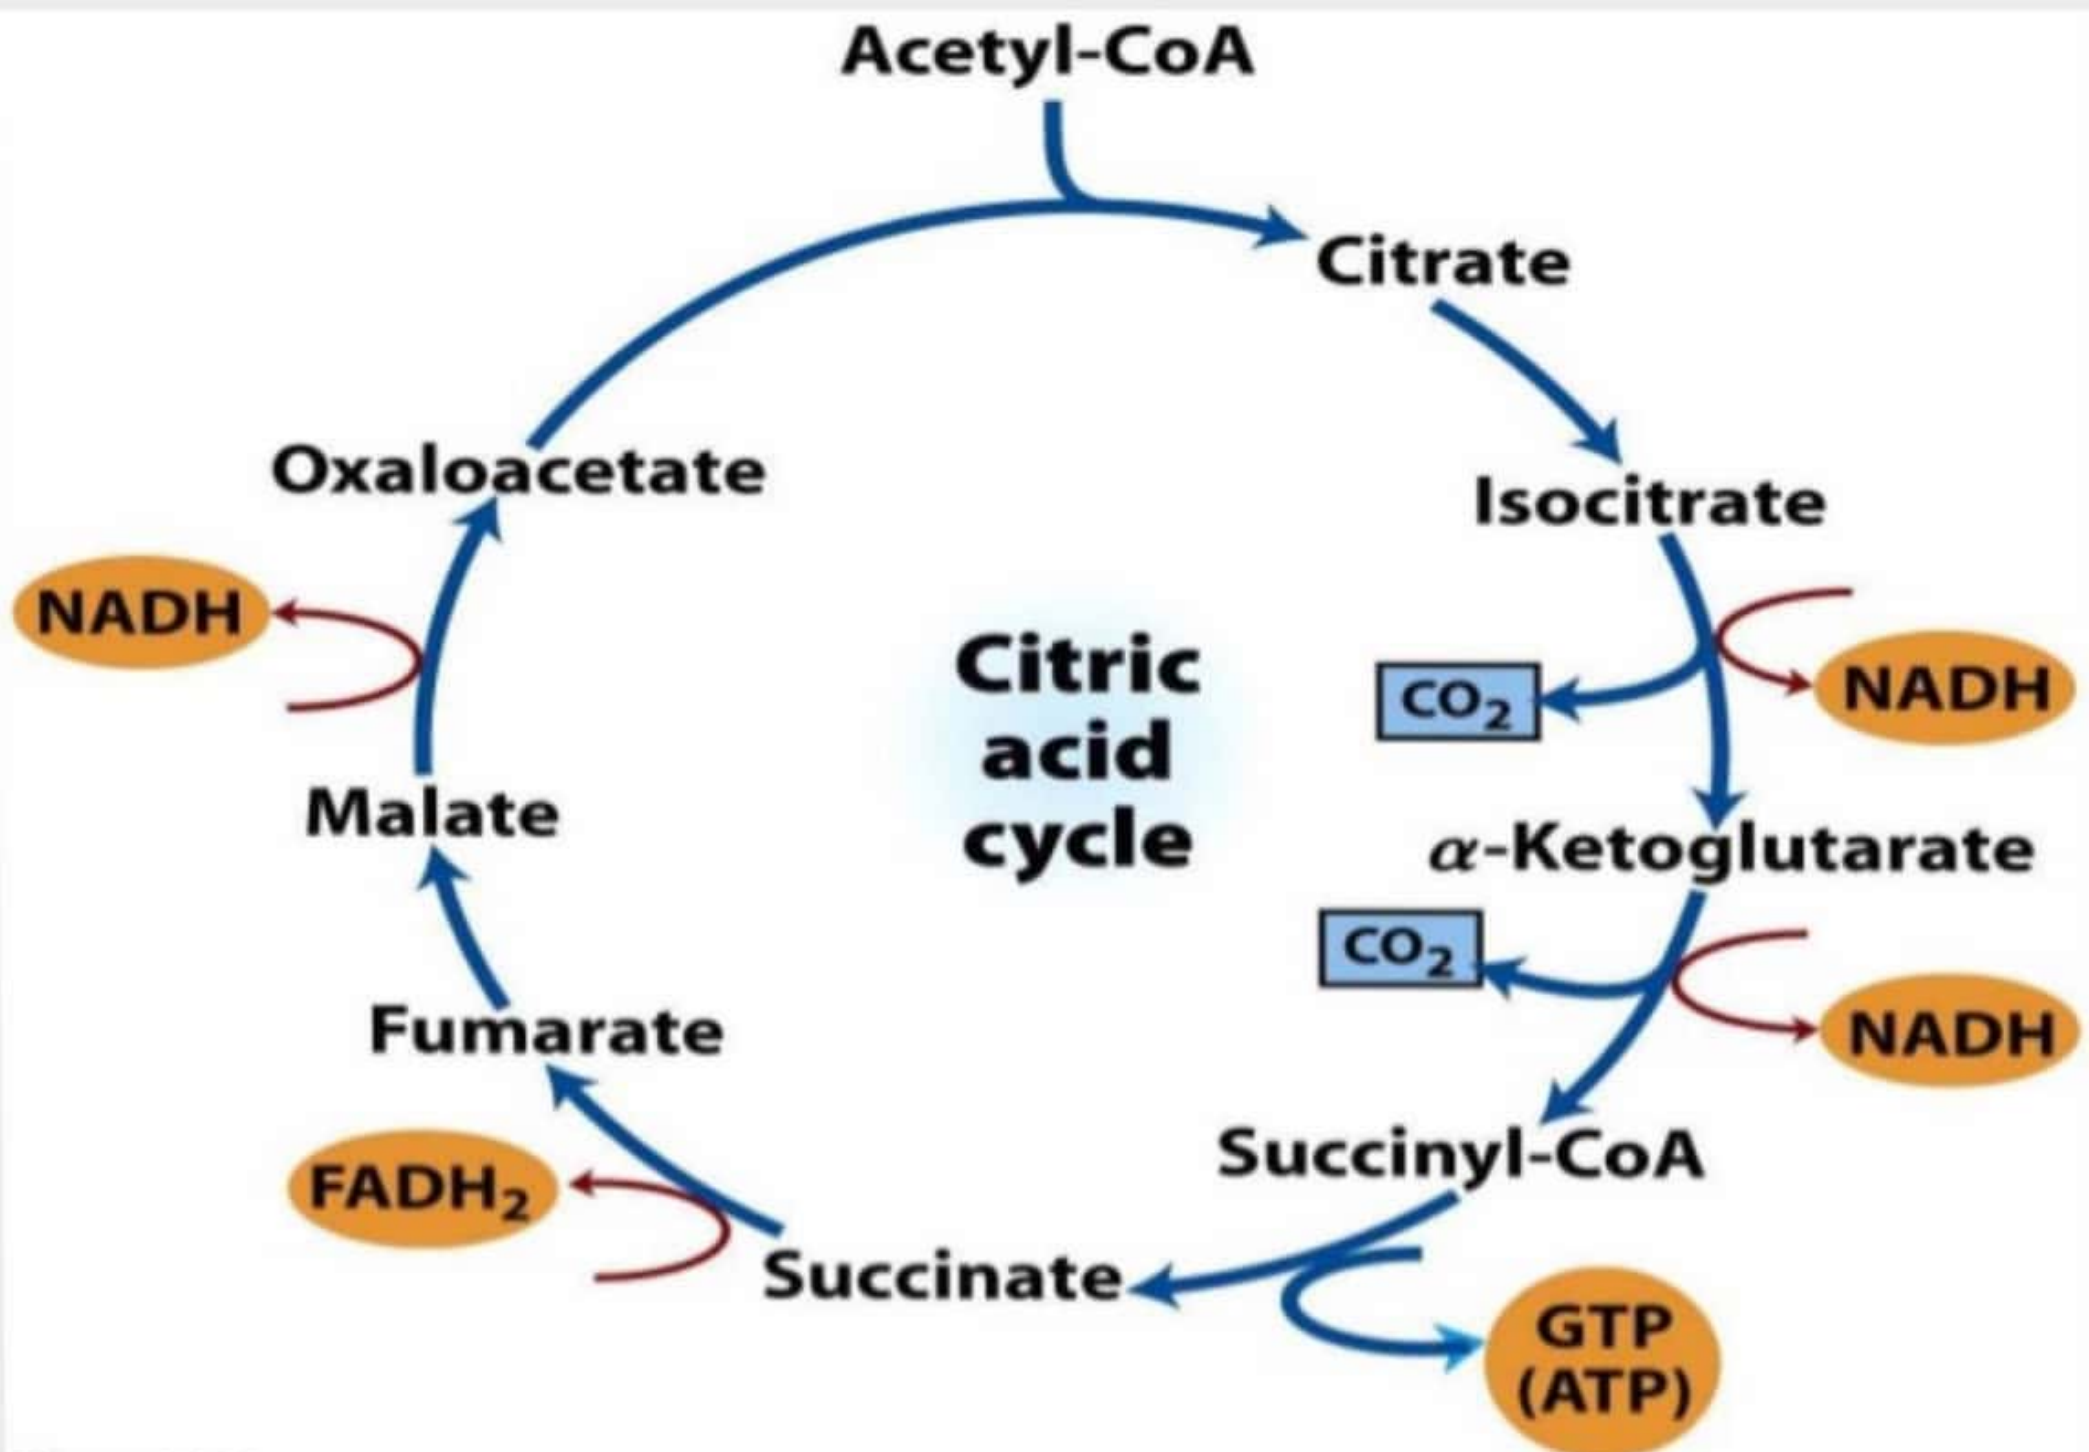 Acetyl-CoA
Citrate
Oxaloacetate
Isocitrate
NADH
Citric
acid
cycle
CO₂
NADH
Malate
α-Ketoglutarate
CO₂
Fumarate
NADH
Succinyl-CoA
FADH₂
Succinate
GTP
(ATP)